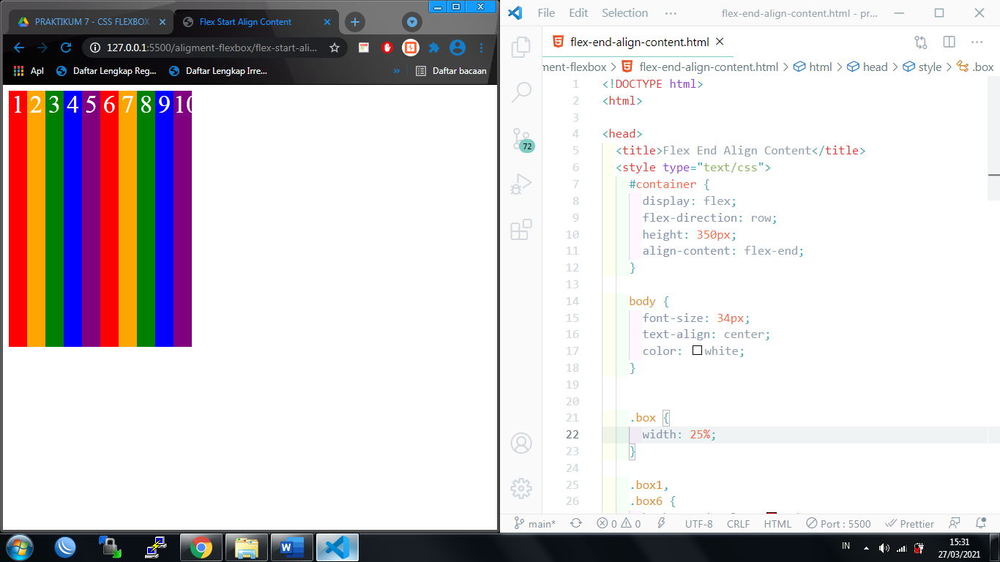 PRAKTIKUM 7 - CSS FLEXBOX
Flex Start Align Content
127.0.0.1:5500/aligment-flexbox/flex-start-ali...
Apl
Daftar Lengkap Reg...
Daftar Lengkap Irre...
»
Daftar bacaan
1 2 3 4 5 6 7 8 9 10
File Edit Selection ···
flex-end-align-content.html - pr...
flex-end-align-content.html
ment-flexbox > flex-end-align-content.html > html > head > style > .box
72
1 <!DOCTYPE html>
2 <html>
3
4 <head>
5 <title>Flex End Align Content</title>
6 <style type="text/css">
7 #container {
8 display: flex;
9 flex-direction: row;
10 height: 350px;
11 align-content: flex-end;
12 }
13
14 body {
15 font-size: 34px;
16 text-align: center;
17 color: white;
18 }
19
20
21 .box {
22 width: 25%;
23 }
24
25 .box1,
26 .box6 {
main* 0 0 UTF-8 CRLF HTML Port : 5500 Prettier
IN
15:31
27/03/2021